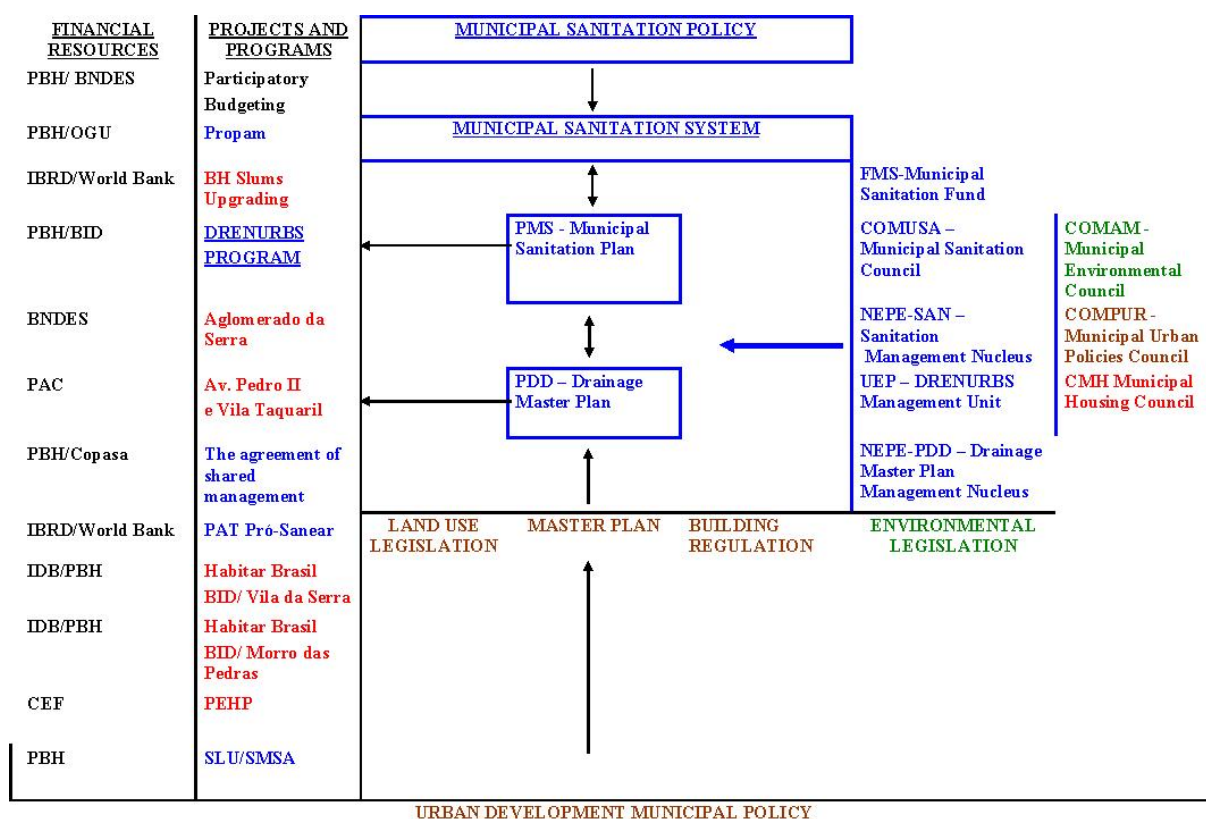 FINANCIAL
RESOURCES
PBH/ BNDES
PBH/OGU
IBRD/World Bank
PBH/BID
BNDES
PAC
PBH/Copasa
IBRD/World Bank
IDB/PBH
IDB/PBH
CEF
PBH
PROJECTS AND
PROGRAMS
Participatory
Budgeting
Propam
BH Slums
Upgrading
DRENURBS
PROGRAM
Aglomerado da
Serra
Av. Pedro II
e Vila Taquaril
The agreement of
shared
management
PAT Pró-Sanear
Habitar Brasil
BID/ Vila da Serra
Habitar Brasil
BID/ Morro das
Pedras
PEHP
SLU/SMSA
MUNICIPAL SANITATION POLICY
MUNICIPAL SANITATION SYSTEM
PMS - Municipal
Sanitation Plan
PDD – Drainage
Master Plan
FMS-Municipal
Sanitation Fund
COMUSA –
Municipal Sanitation
Council
NEPE-SAN –
Sanitation
Management Nucleus
UEP – DRENURBS
Management Unit
NEPE-PDD – Drainage
Master Plan
Management Nucleus
COMAM -
Municipal
Environmental
Council
COMPUR -
Municipal Urban
Policies Council
CMH Municipal
Housing Council
LAND USE
LEGISLATION
MASTER PLAN
BUILDING
REGULATION
ENVIRONMENTAL
LEGISLATION
URBAN DEVELOPMENT MUNICIPAL POLICY